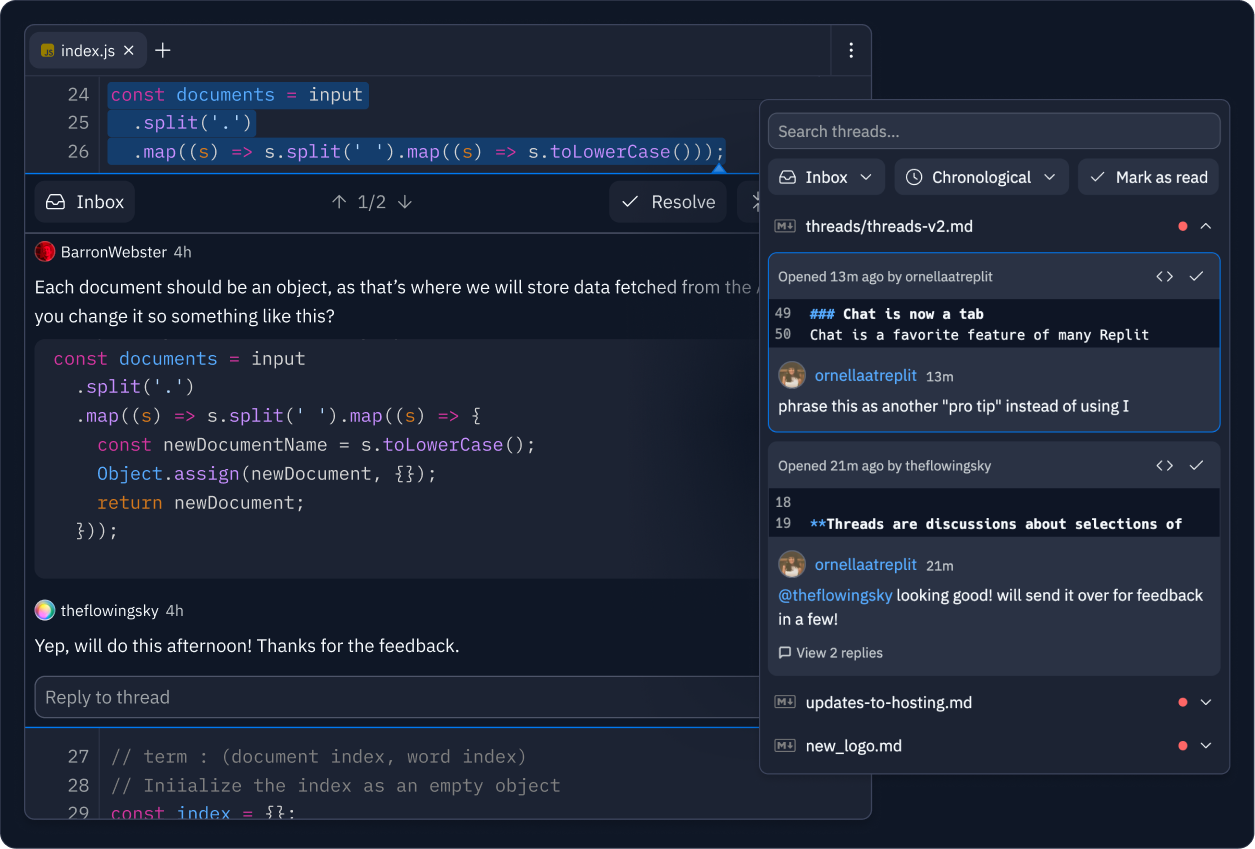 JS index.js
24 const documents = input
25 .split('.')
26 .map((s) => s.split(' ').map((s) => s.toLowerCase()));
Inbox 1/2 Resolve
BarronWebster 4h
Each document should be an object, as that’s where we will store data fetched from the
you change it so something like this?
const documents = input
.split('.')
.map((s) => s.split(' ').map((s) => {
const newDocumentName = s.toLowerCase();
Object.assign(newDocument, {});
return newDocument;
}));
theflowingsky 4h
Yep, will do this afternoon! Thanks for the feedback.
Reply to thread
27 // term : (document index, word index)
28 // Iniialize the index as an empty object
29 const index = {};
Search threads...
Inbox Chronological Mark as read
threads/threads-v2.md
Opened 13m ago by ornellaatreplit
49 ### Chat is now a tab
50 Chat is a favorite feature of many Replit
ornellaatreplit 13m
phrase this as another "pro tip" instead of using I
Opened 21m ago by theflowingsky
18
19 **Threads are discussions about selections of
ornellaatreplit 21m
@theflowingsky looking good! will send it over for feedback
in a few!
View 2 replies
updates-to-hosting.md
new_logo.md